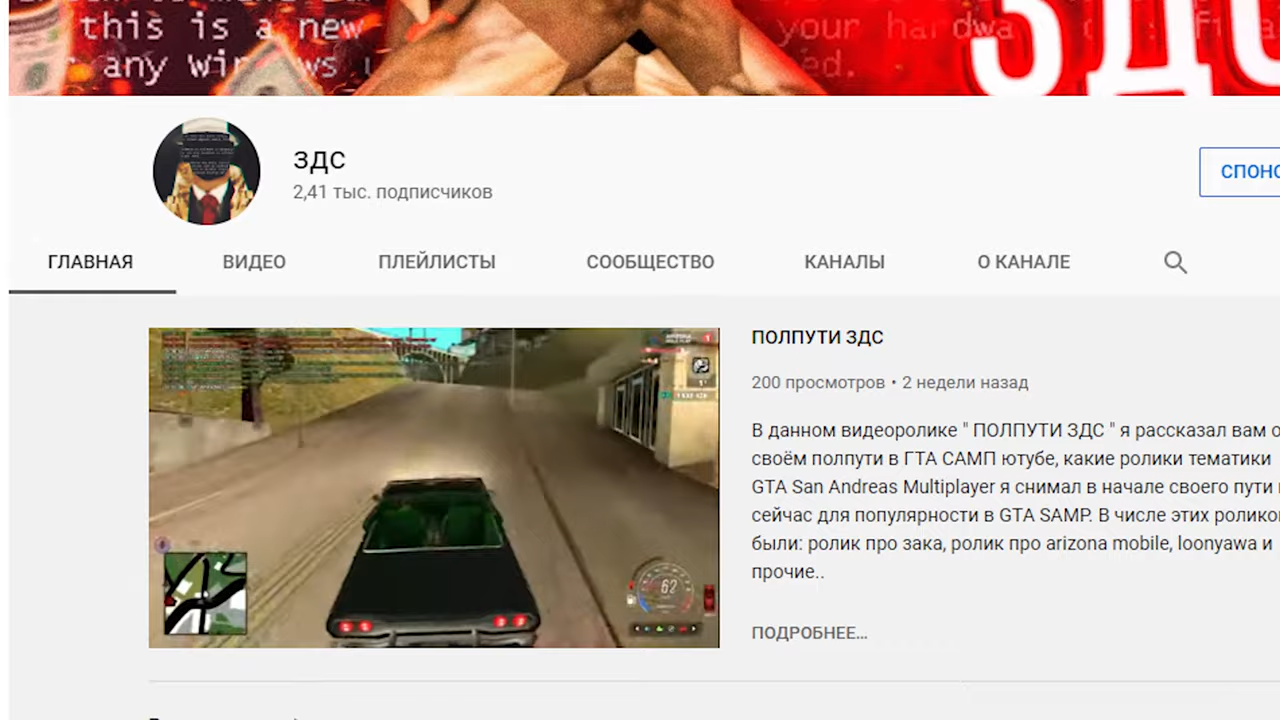 this is a new
your hardwa
any win ws u
ed.
ЗДС
ЗДС
2,41 тыс. подписчиков
СПОНС
ГЛАВНАЯ
ВИДЕО
ПЛЕЙЛИСТЫ
СООБЩЕСТВО
КАНАЛЫ
О КАНАЛЕ
ПОЛПУТИ ЗДС
200 просмотров • 2 недели назад
В данном видеоролике " ПОЛПУТИ ЗДС " я рассказал вам о
своём полпути в ГТА САМП ютубе, какие ролики тематики
GTA San Andreas Multiplayer я снимал в начале своего пути
сейчас для популярности в GTA SAMP. В числе этих ролико
были: ролик про зака, ролик про arizona mobile, loonyawa и
прочие..
62
ПОДРОБНЕЕ...